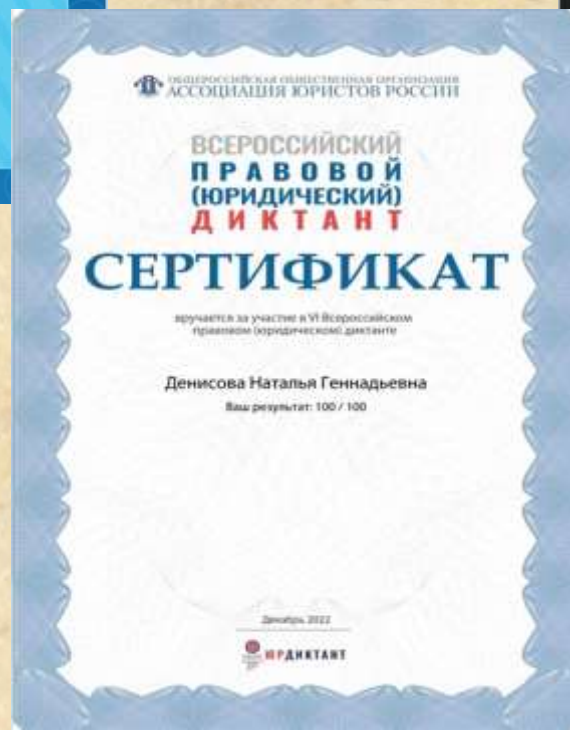 ОБЩЕРОССИЙСКАЯ ОБЩЕСТВЕННАЯ ОРГАНИЗАЦИЯ
АССОЦИАЦИЯ ЮРИСТОВ РОССИИ
ВСЕРОССИЙСКИЙ
ПРАВОВОЙ
(ЮРИДИЧЕСКИЙ)
ДИКТАНТ
СЕРТИФИКАТ
вручается за участие в VI Всероссийском
правовом (юридическом) диктанте
Денисова Наталья Геннадьевна
Ваш результат: 100 / 100
Декабрь, 2022
ЮРДИКТАНТ